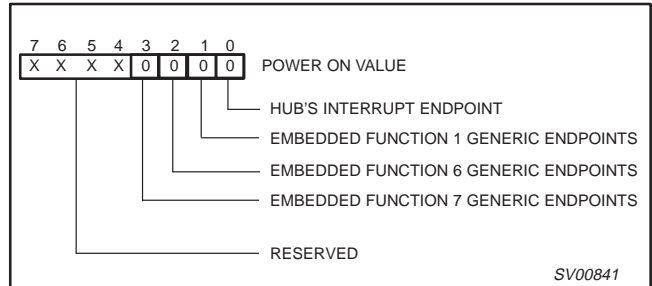 7 6 5 4 3 2 1 0
X X X X 0 0 0 0 POWER ON VALUE
HUB'S INTERRUPT ENDPOINT
EMBEDDED FUNCTION 1 GENERIC ENDPOINTS
EMBEDDED FUNCTION 6 GENERIC ENDPOINTS
EMBEDDED FUNCTION 7 GENERIC ENDPOINTS
RESERVED
SV00841